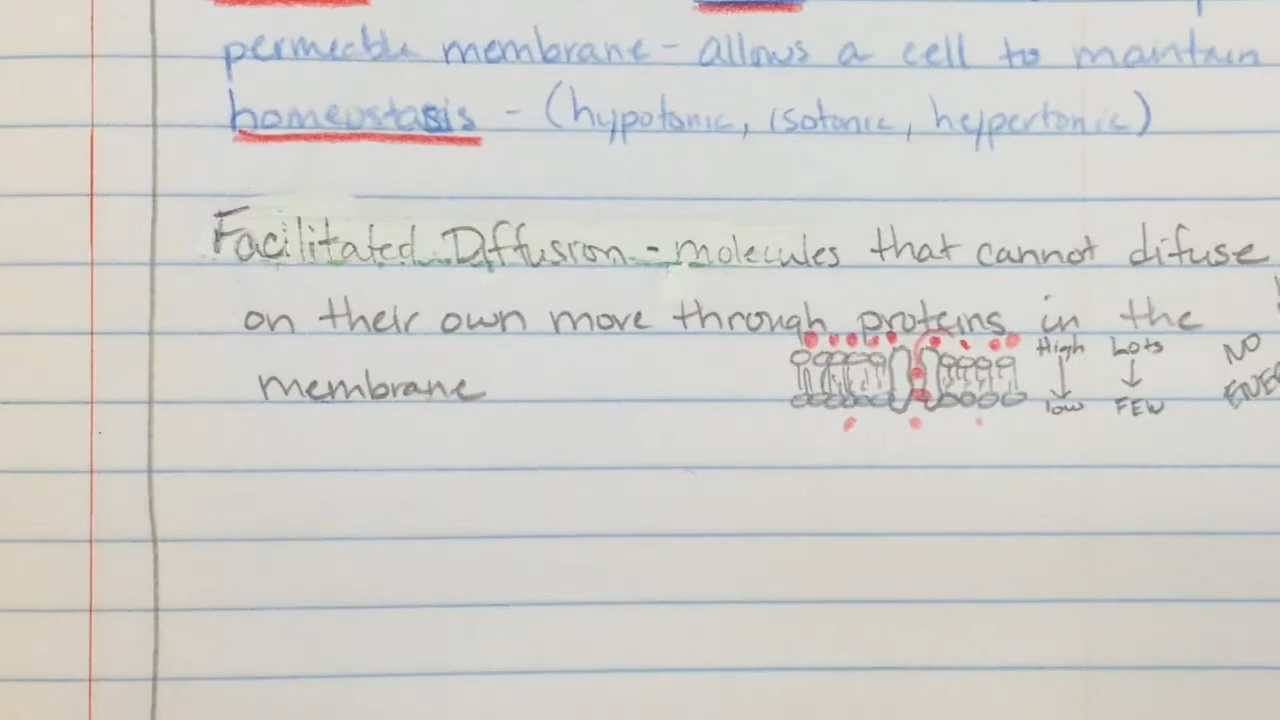 permeable membrane - allows a cell to maintain
homeostasis - (hypotonic, isotonic, hypertonic)
Facilitated Diffusion - molecules that cannot difuse
on their own move through proteins in the
membrane
High Lots
low FEW
NO